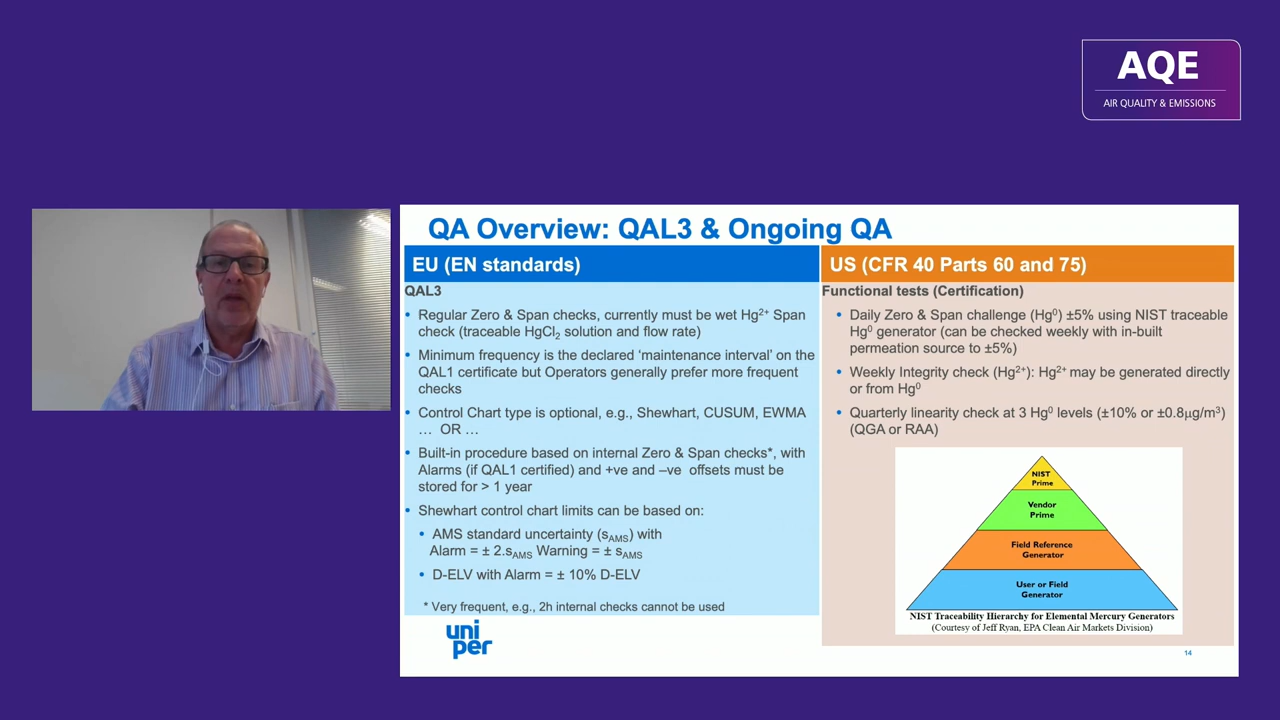 AQE
AIR QUALITY & EMISSIONS
QA Overview: QAL3 & Ongoing QA
EU (EN standards)
QAL3
• Regular Zero & Span checks, currently must be wet Hg²⁺ Span
check (traceable HgCl₂ solution and flow rate)
• Minimum frequency is the declared ‘maintenance interval’ on the
QAL1 certificate but Operators generally prefer more frequent
checks
• Control Chart type is optional, e.g., Shewhart, CUSUM, EWMA
… OR …
• Built-in procedure based on internal Zero & Span checks*, with
Alarms (if QAL1 certified) and +ve and –ve offsets must be
stored for > 1 year
• Shewhart control chart limits can be based on:
• AMS standard uncertainty (s_AMS) with
Alarm = ± 2.s_AMS Warning = ± s_AMS
• D-ELV with Alarm = ± 10% D-ELV
* Very frequent, e.g., 2h internal checks cannot be used
US (CFR 40 Parts 60 and 75)
Functional tests (Certification)
• Daily Zero & Span challenge (Hg⁰) ±5% using NIST traceable
Hg⁰ generator (can be checked weekly with in-built
permeation source to ±5%)
• Weekly Integrity check (Hg²⁺): Hg²⁺ may be generated directly
or from Hg⁰
• Quarterly linearity check at 3 Hg⁰ levels (±10% or ±0.8µg/m³)
(QGA or RAA)
NIST
Prime
Vendor
Prime
Field Reference
Generator
User or Field
Generator
NIST Traceability Hierarchy for Elemental Mercury Generators
(Courtesy of Jeff Ryan, EPA Clean Air Markets Division)
uni
per
14